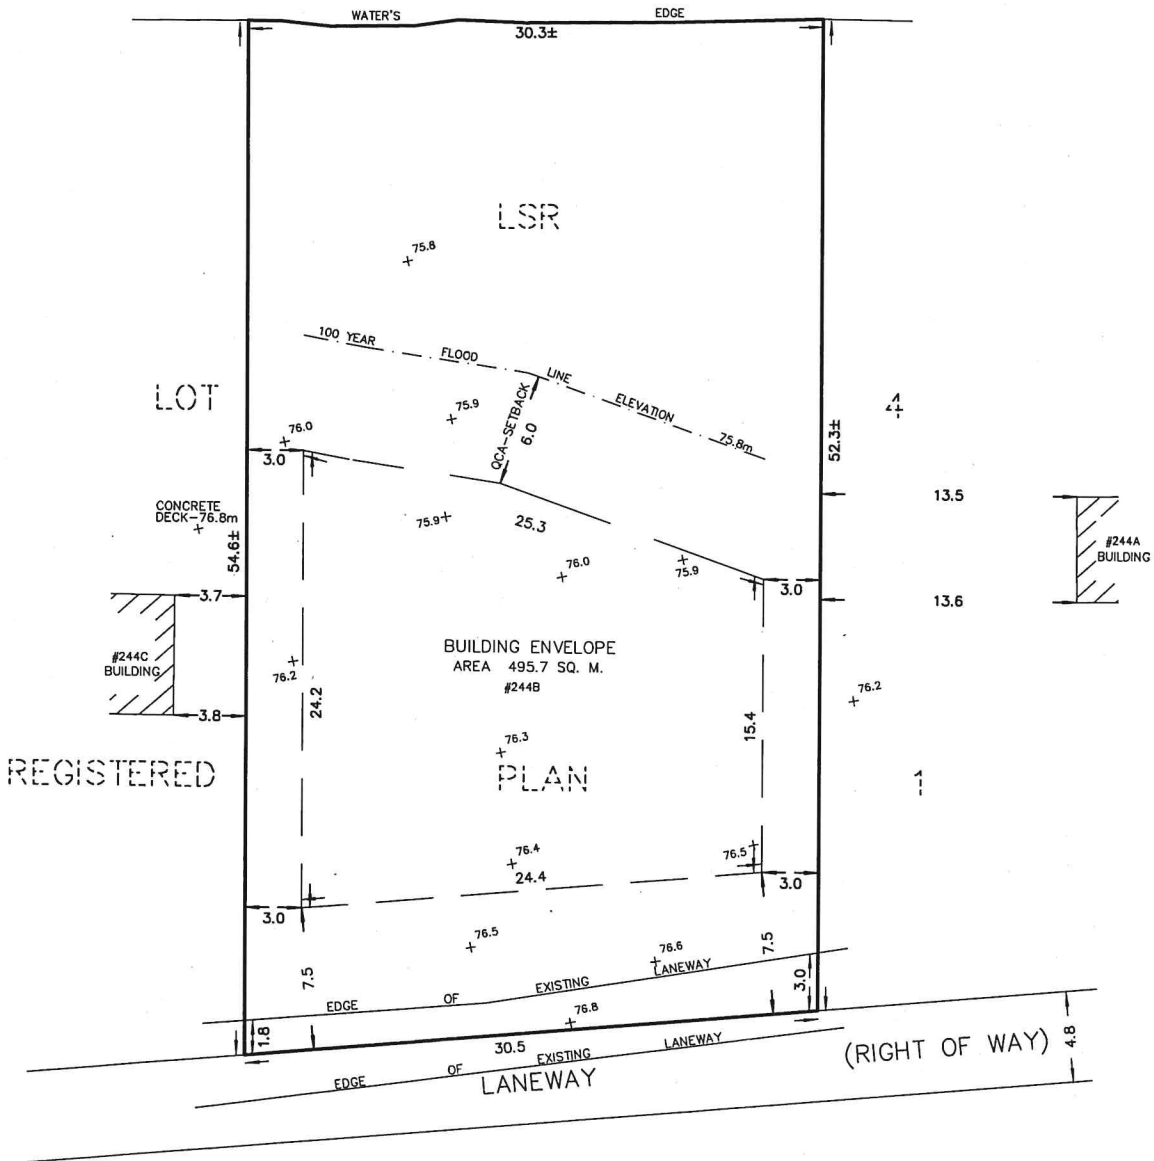 WATER'S EDGE
30.3±
LSR
75.8
100 YEAR FLOOD LINE ELEVATION 75.8m
QCA-SETBACK
6.0
LOT 4
75.9
76.0
3.0
52.3±
CONCRETE
DECK-76.8m
75.9
25.3
13.5
54.6±
76.0
75.9
#244A
BUILDING
3.0
3.7
13.6
BUILDING ENVELOPE
AREA 495.7 SQ. M.
#244B
#244C
BUILDING
76.2
24.2
76.2
3.8
15.4
76.3
REGISTERED PLAN 1
76.4
76.5
24.4
3.0
3.0
76.5
76.6
7.5
7.5
3.0
EDGE OF EXISTING LANEWAY
76.8
1.8
30.5
EDGE OF EXISTING LANEWAY
LANEWAY
(RIGHT OF WAY)
4.8